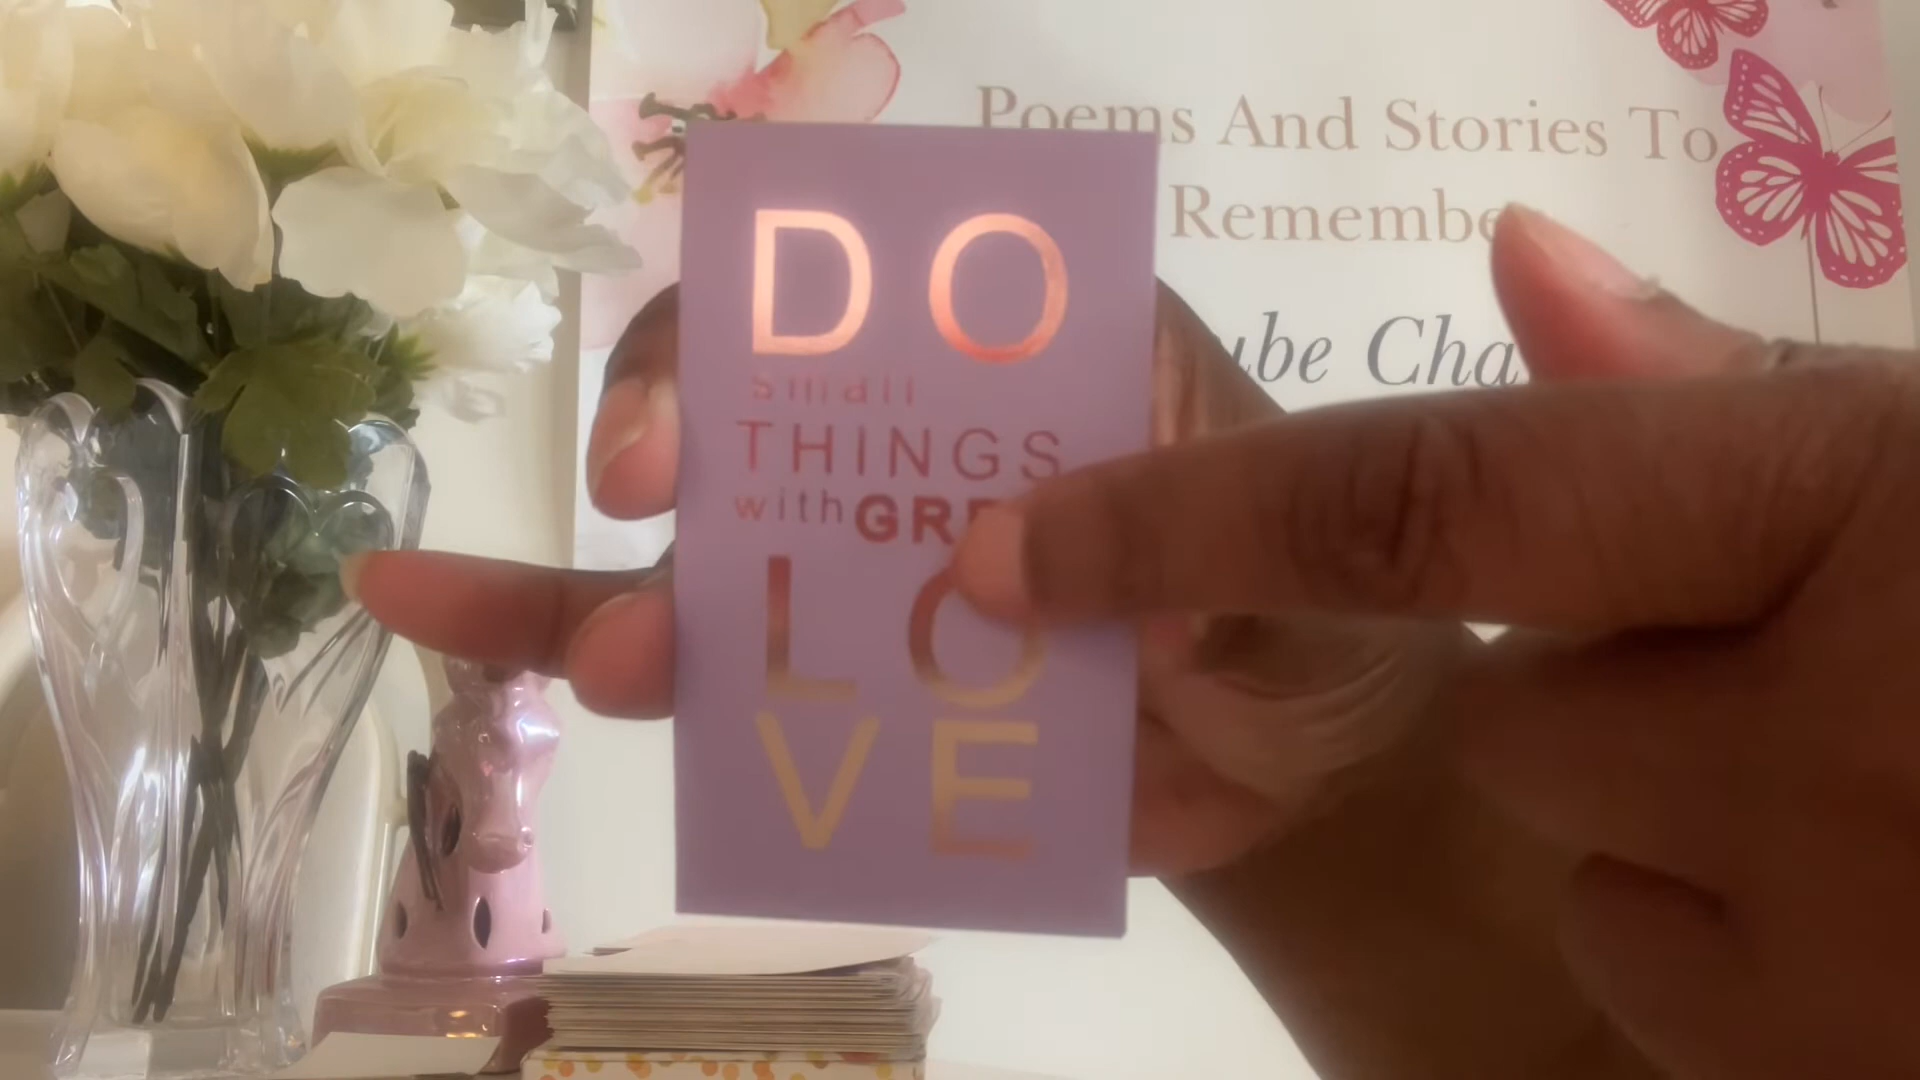 Poems And Stories To
Remembe
ube Cha
DO
small
THINGS
with GRE
LO
VE